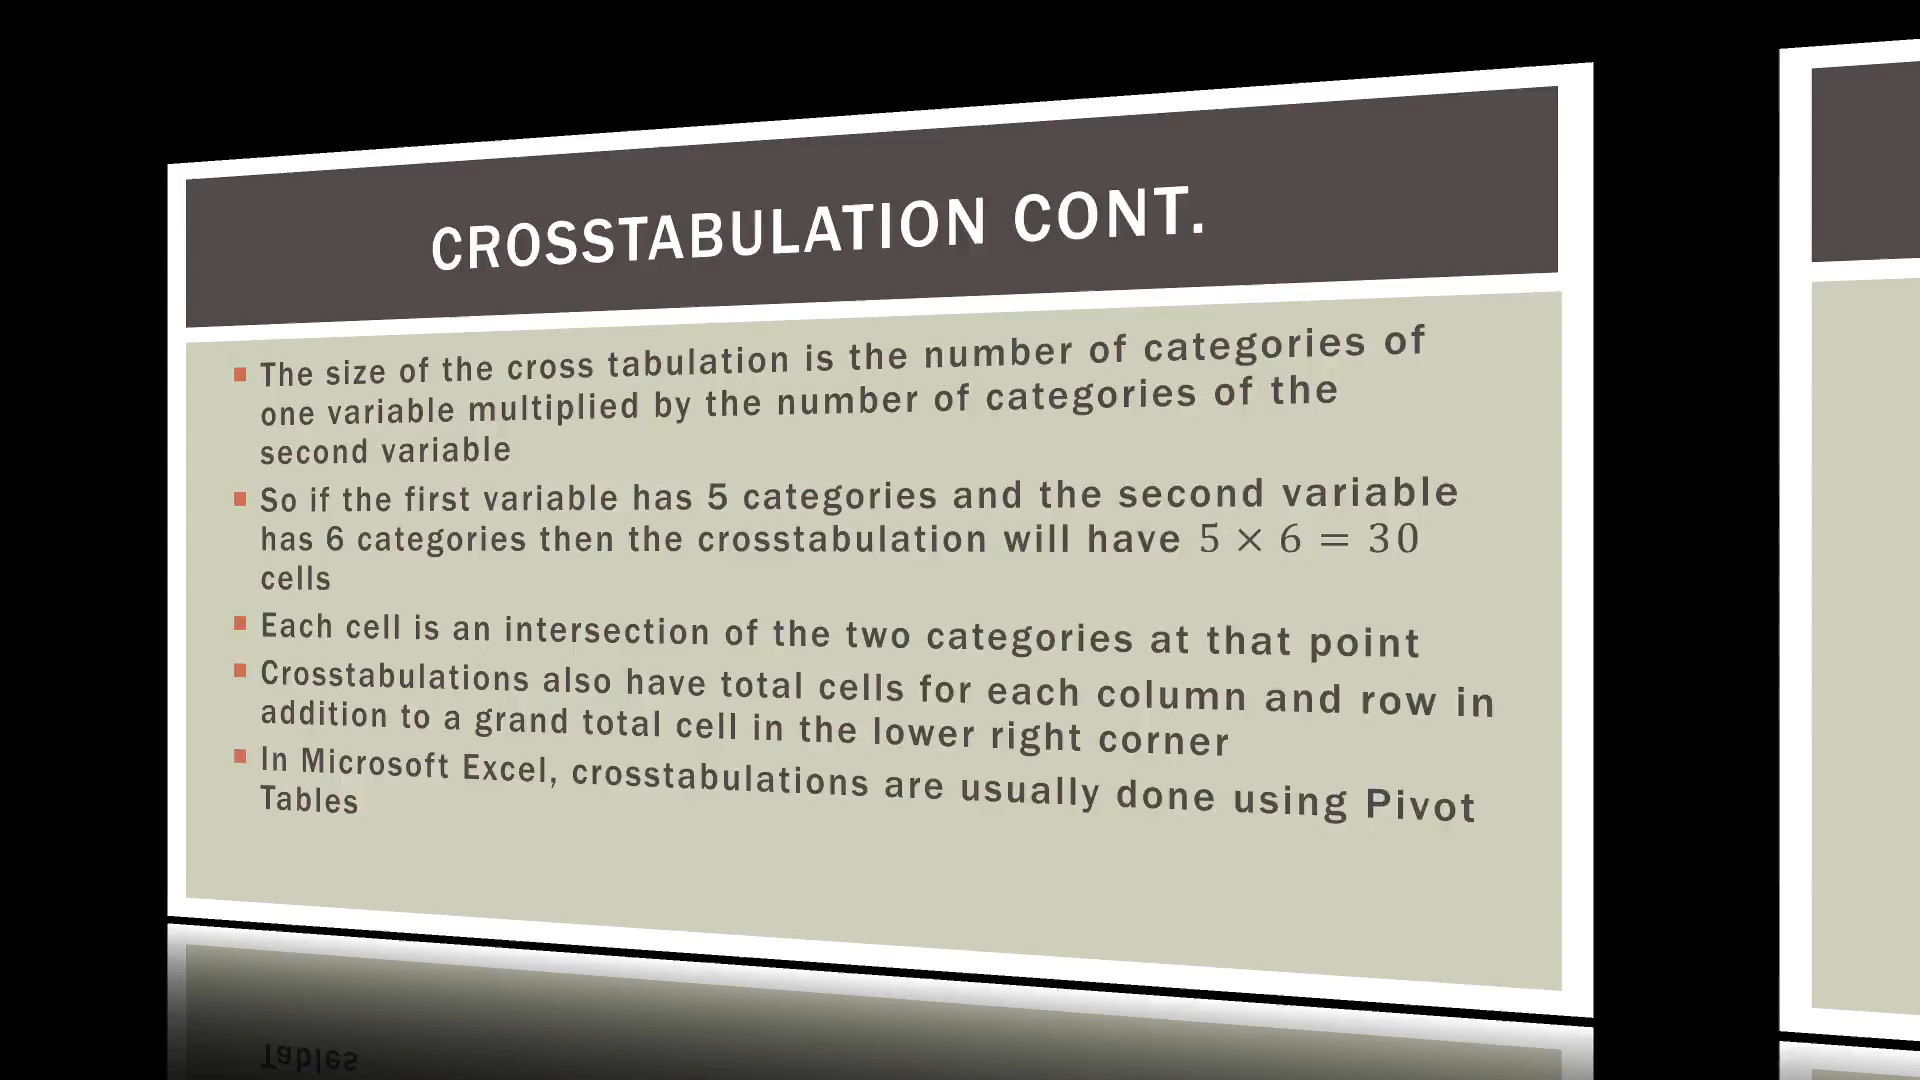 CROSSTABULATION CONT.
The size of the cross tabulation is the number of categories of
one variable multiplied by the number of categories of the
second variable
So if the first variable has 5 categories and the second variable
has 6 categories then the crosstabulation will have 5 × 6 = 30
cells
Each cell is an intersection of the two categories at that point
Crosstabulations also have total cells for each column and row in
addition to a grand total cell in the lower right corner
In Microsoft Excel, crosstabulations are usually done using Pivot
Tables
Tables